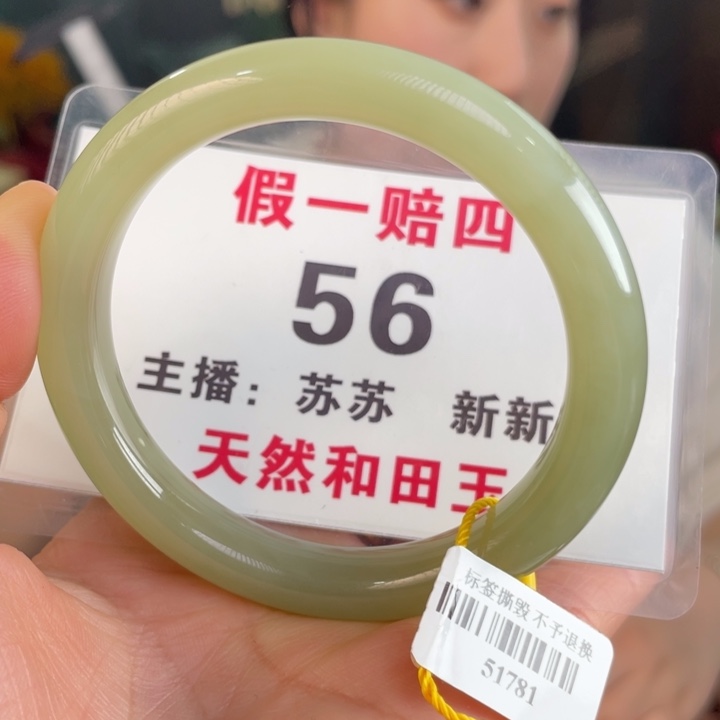 假一赔四
56
主播：苏苏 新新
天然和田玉
标签撕毁不予退换
51781